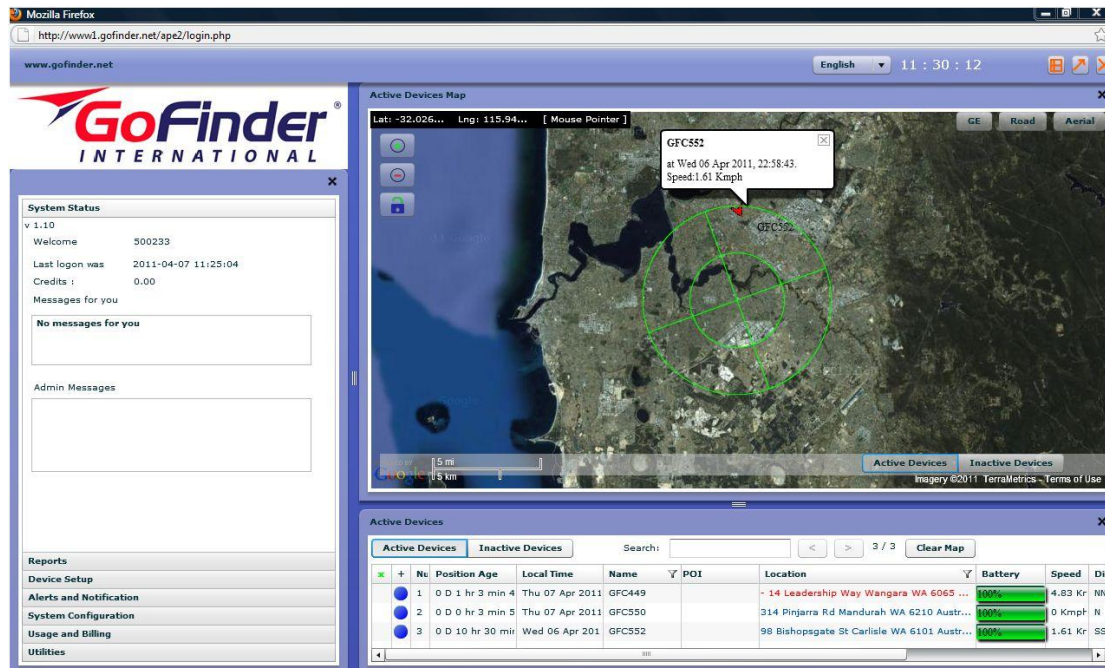 Mozilla Firefox
http://www1.gofinder.net/ape2/login.php
www.gofinder.net
English
11 : 30 : 12
GoFinder®
INTERNATIONAL
System Status
v 1.10
Welcome 500233
Last logon was 2011-04-07 11:25:04
Credits : 0.00
Messages for you
No messages for you
Admin Messages
Reports
Device Setup
Alerts and Notification
System Configuration
Usage and Billing
Utilities
Active Devices Map
Lat: -32.026... Lng: 115.94... [ Mouse Pointer ]
GE Road Aerial
GFC552
at Wed 06 Apr 2011, 22:58:43.
Speed:1.61 Kmph
GFC552
5 mi
5 km
Google
Active Devices Inactive Devices
Imagery ©2011 TerraMetrics - Terms of Use
Active Devices
Active Devices Inactive Devices Search: < > 3 / 3 Clear Map
x + Nu Position Age Local Time Name POI Location Battery Speed Di
1 0 D 1 hr 3 min 4 Thu 07 Apr 2011 GFC449 - 14 Leadership Way Wangara WA 6065 ... 100% 4.83 Kr NN
2 0 D 0 hr 3 min 5 Thu 07 Apr 2011 GFC550 314 Pinjarra Rd Mandurah WA 6210 Austr... 100% 0 Kmph N
3 0 D 10 hr 30 min Wed 06 Apr 201 GFC552 98 Bishopsgate St Carlisle WA 6101 Austr... 100% 1.61 Kr SS